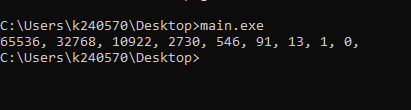 C:\Users\k240570\Desktop>main.exe
65536, 32768, 10922, 2730, 546, 91, 13, 1, 0,
C:\Users\k240570\Desktop>